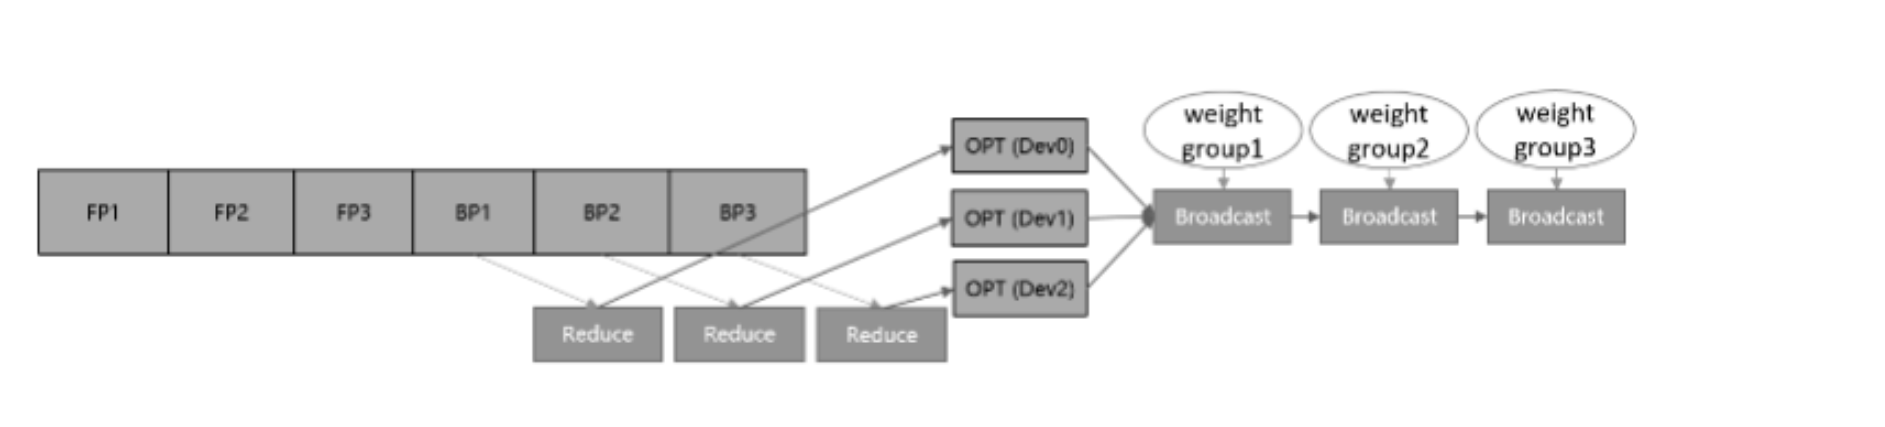 weight
group1
weight
group2
weight
group3
OPT (Dev0)
FP1 FP2 FP3 BP1 BP2 BP3
OPT (Dev1)
Broadcast Broadcast Broadcast
OPT (Dev2)
Reduce Reduce Reduce